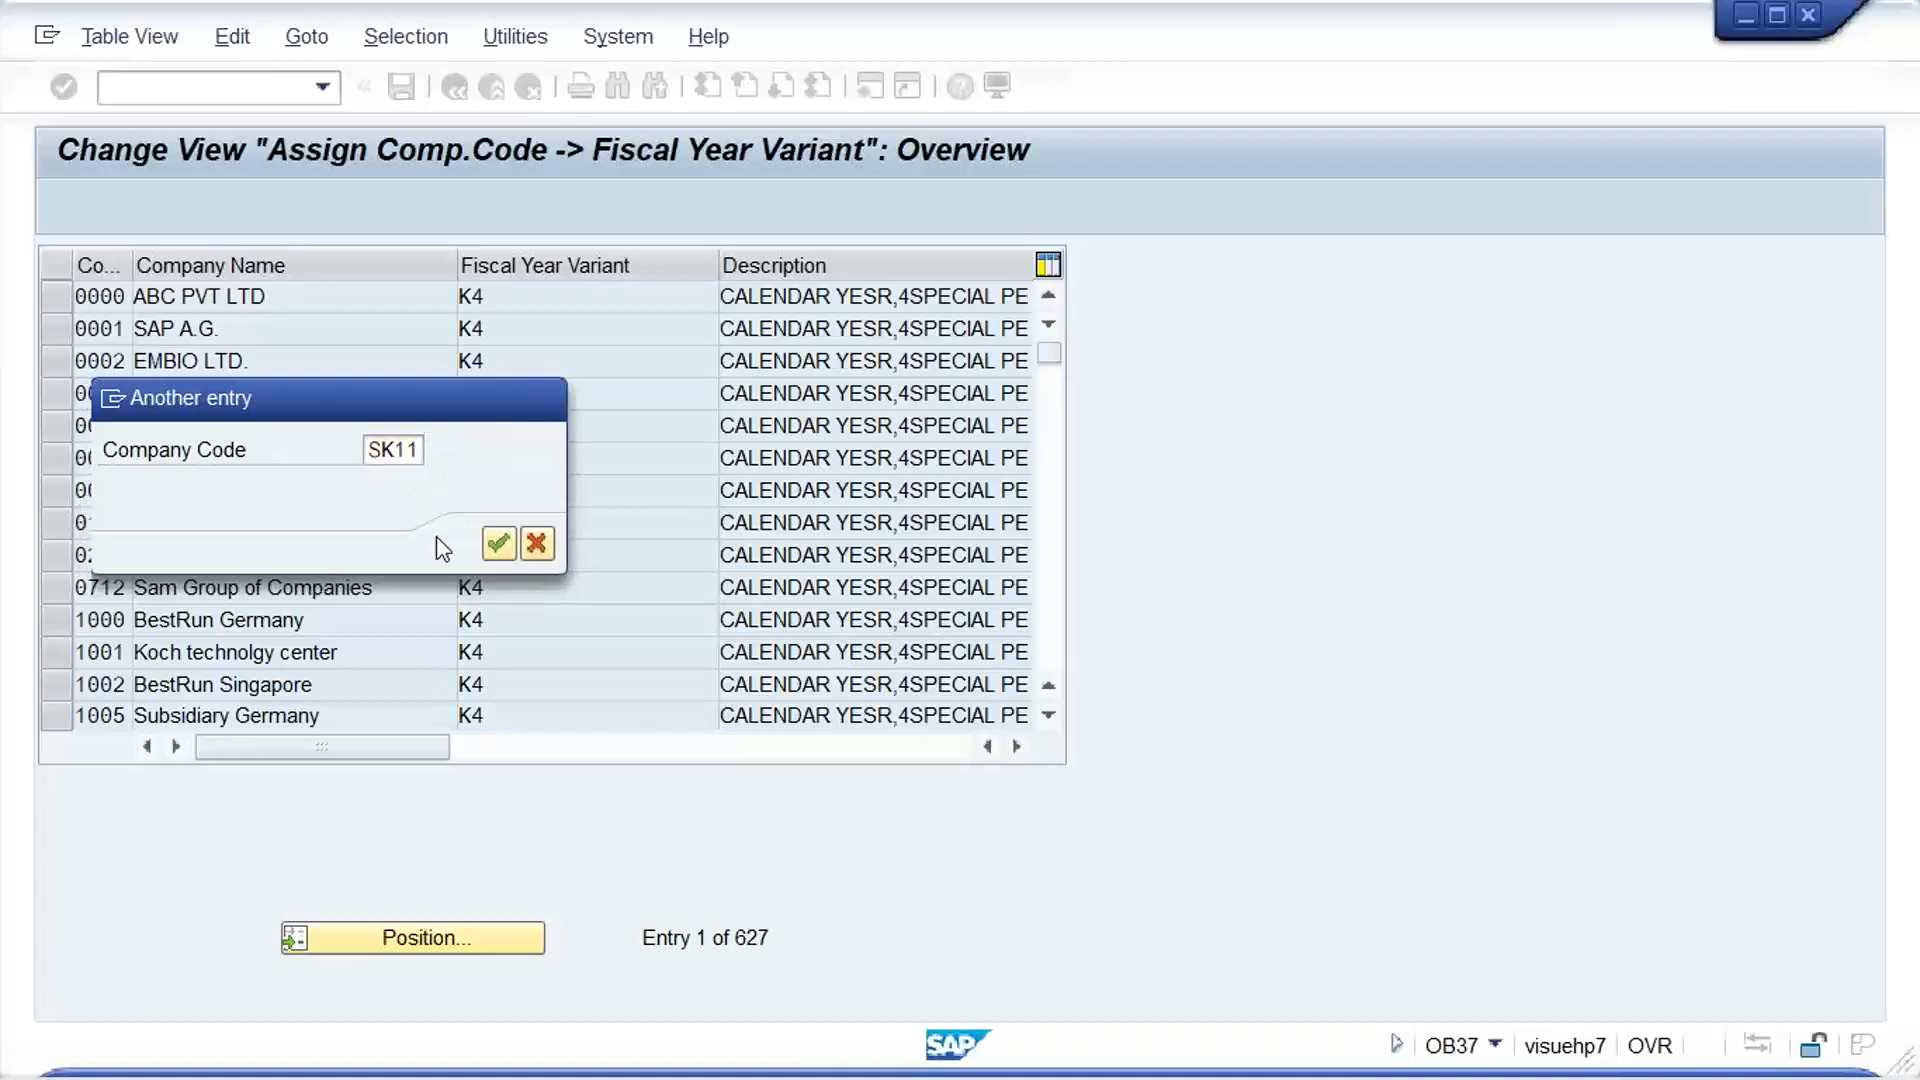 Table View Edit Goto Selection Utilities System Help
Change View "Assign Comp.Code -> Fiscal Year Variant": Overview
Co... Company Name Fiscal Year Variant Description
0000 ABC PVT LTD K4 CALENDAR YESR,4SPECIAL PE
0001 SAP A.G. K4 CALENDAR YESR,4SPECIAL PE
0002 EMBIO LTD. K4 CALENDAR YESR,4SPECIAL PE
CALENDAR YESR,4SPECIAL PE
Another entry
CALENDAR YESR,4SPECIAL PE
Company Code SK11
CALENDAR YESR,4SPECIAL PE
CALENDAR YESR,4SPECIAL PE
CALENDAR YESR,4SPECIAL PE
CALENDAR YESR,4SPECIAL PE
0712 Sam Group of Companies K4 CALENDAR YESR,4SPECIAL PE
1000 BestRun Germany K4 CALENDAR YESR,4SPECIAL PE
1001 Koch technolgy center K4 CALENDAR YESR,4SPECIAL PE
1002 BestRun Singapore K4 CALENDAR YESR,4SPECIAL PE
1005 Subsidiary Germany K4 CALENDAR YESR,4SPECIAL PE
Position... Entry 1 of 627
SAP OB37 visuehp7 OVR